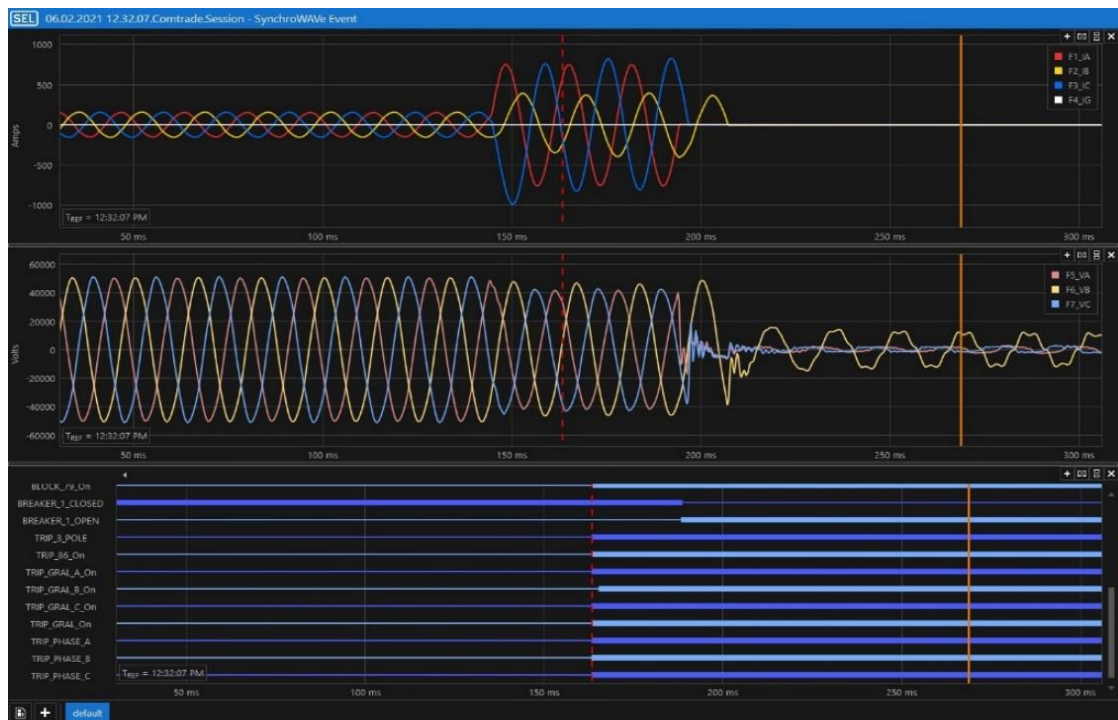 SEL 06.02.2021 12.32.07.Comtrade.Session - SynchroWAVe Event
1000
500
0
-500
-1000
Amps
F1_IA
F2_IB
F3_IC
F4_IG
TREF = 12:32:07 PM
50 ms 100 ms 150 ms 200 ms 250 ms 300 ms
60000
40000
20000
0
-20000
-40000
-60000
Volts
F5_VA
F6_VB
F7_VC
TREF = 12:32:07 PM
50 ms 100 ms 150 ms 200 ms 250 ms 300 ms
BLOCK_79_On
BREAKER_1_CLOSED
BREAKER_1_OPEN
TRIP_3_POLE
TRIP_86_On
TRIP_GRAL_A_On
TRIP_GRAL_B_On
TRIP_GRAL_C_On
TRIP_GRAL_On
TRIP_PHASE_A
TRIP_PHASE_B
TRIP_PHASE_C
TREF = 12:32:07 PM
50 ms 100 ms 150 ms 200 ms 250 ms 300 ms
default